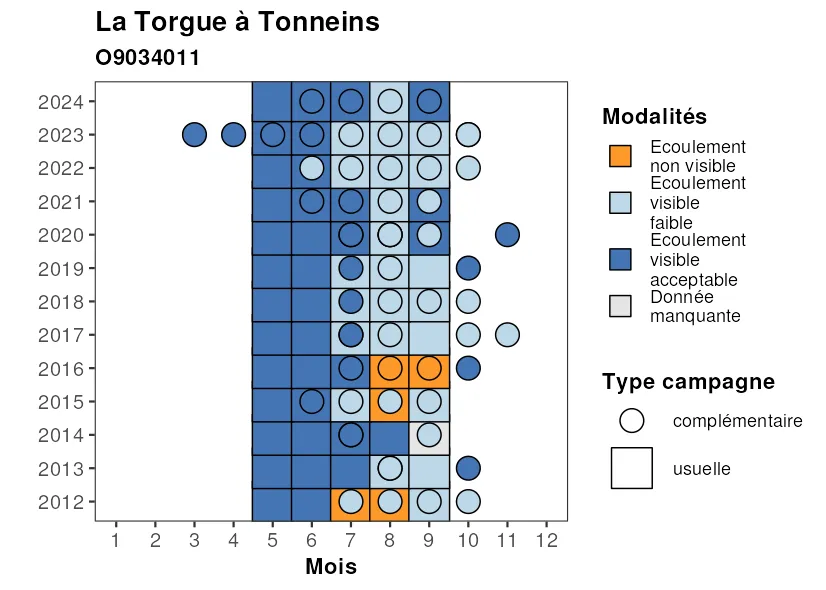 La Torgue à Tonneins
O9034011
2024
2023
2022
2021
2020
2019
2018
2017
2016
2015
2014
2013
2012
1 2 3 4 5 6 7 8 9 10 11 12
Mois
Modalités
Ecoulement
non visible
Ecoulement
visible
faible
Ecoulement
visible
acceptable
Donnée
manquante
Type campagne
complémentaire
usuelle